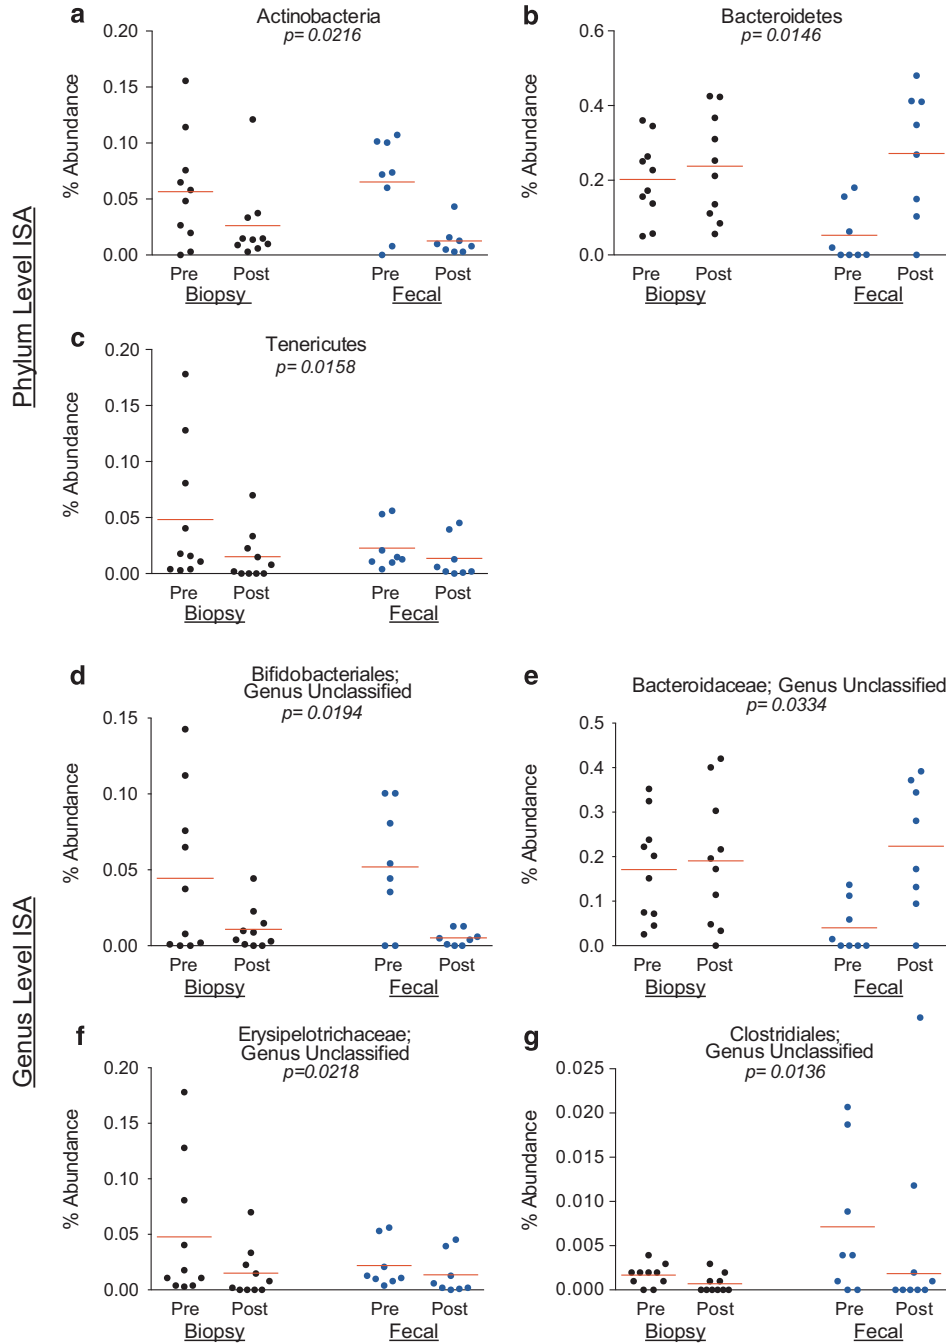 Phylum Level ISA
a
Actinobacteria
p= 0.0216
% Abundance
0.20
0.15
0.10
0.05
0.00
Pre Post Pre Post
Biopsy Fecal
b
Bacteroidetes
p= 0.0146
% Abundance
0.6
0.4
0.2
0.0
Pre Post Pre Post
Biopsy Fecal
c
Tenericutes
p= 0.0158
% Abundance
0.20
0.15
0.10
0.05
0.00
Pre Post Pre Post
Biopsy Fecal
Genus Level ISA
d
Bifidobacteriales;
Genus Unclassified
p= 0.0194
% Abundance
0.15
0.10
0.05
0.00
Pre Post Pre Post
Biopsy Fecal
e
Bacteroidaceae; Genus Unclassified
p= 0.0334
% Abundance
0.5
0.4
0.3
0.2
0.1
0.0
Pre Post Pre Post
Biopsy Fecal
f
Erysipelotrichaceae;
Genus Unclassified
p=0.0218
% Abundance
0.20
0.15
0.10
0.05
0.00
Pre Post Pre Post
Biopsy Fecal
g
Clostridiales;
Genus Unclassified
p= 0.0136
% Abundance
0.025
0.020
0.015
0.010
0.005
0.000
Pre Post Pre Post
Biopsy Fecal